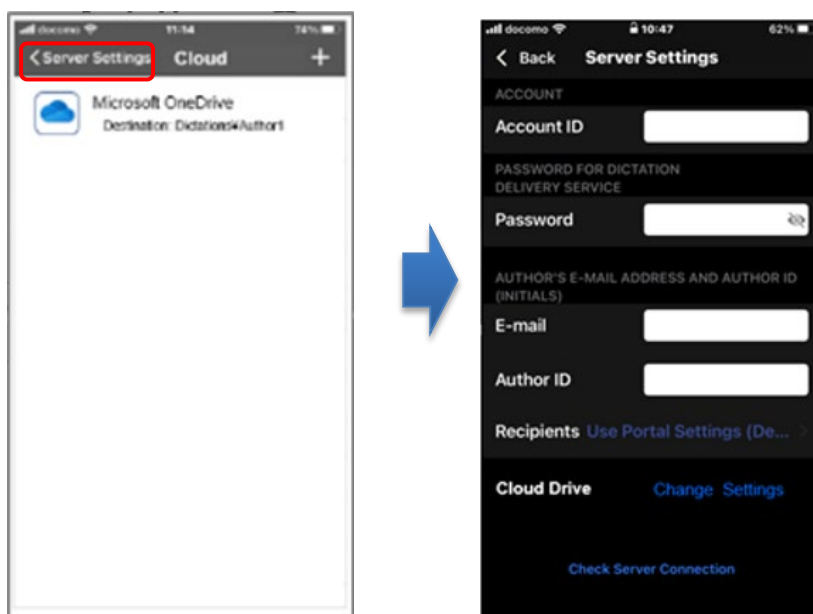 docomo 11:14 74%
Server Settings Cloud +
Microsoft OneDrive
Destination: Dictations¥Author1
docomo 10:47 62%
Back Server Settings
ACCOUNT
Account ID
PASSWORD FOR DICTATION
DELIVERY SERVICE
Password
AUTHOR'S E-MAIL ADDRESS AND AUTHOR ID
(INITIALS)
E-mail
Author ID
Recipients Use Portal Settings (De...
Cloud Drive Change Settings
Check Server Connection